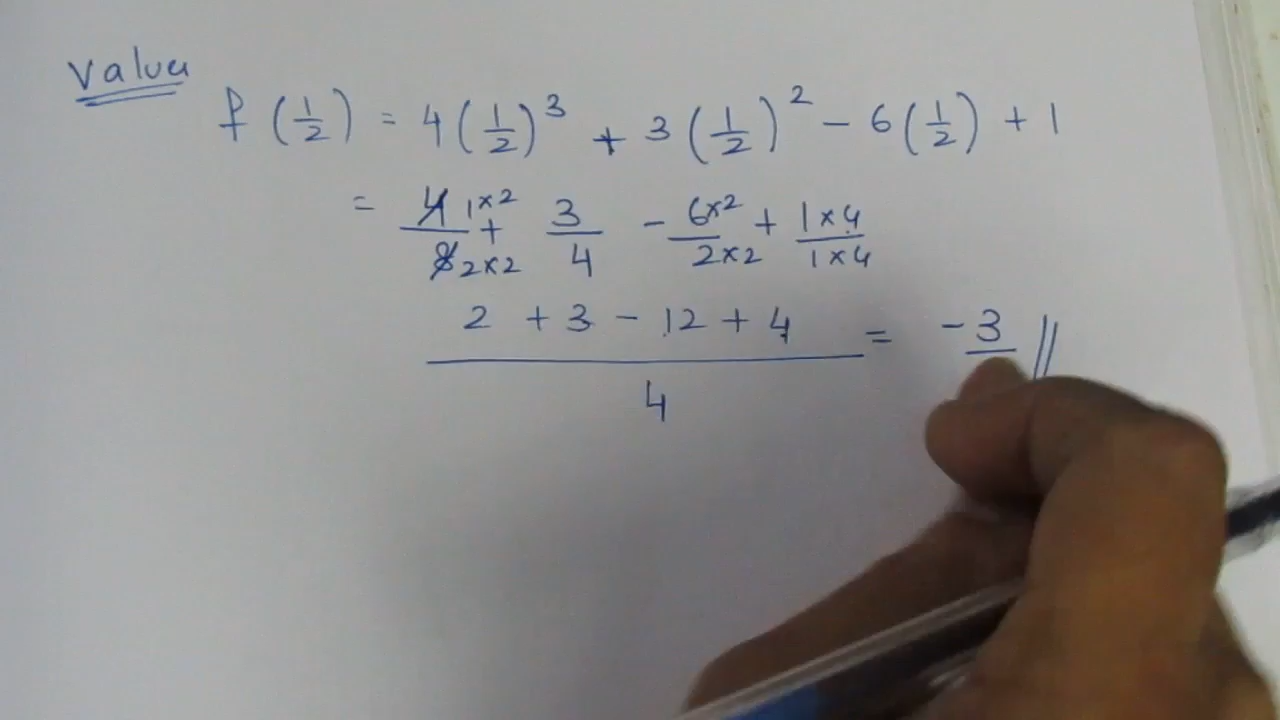 Value
f (1/2) = 4(1/2)³ + 3(1/2)² − 6(1/2) + 1
= 4 1×2 / 8 2×2 + 3/4 − 6×2 / 2×2 + 1×4 / 1×4
2 + 3 − 12 + 4 / 4 = −3 //